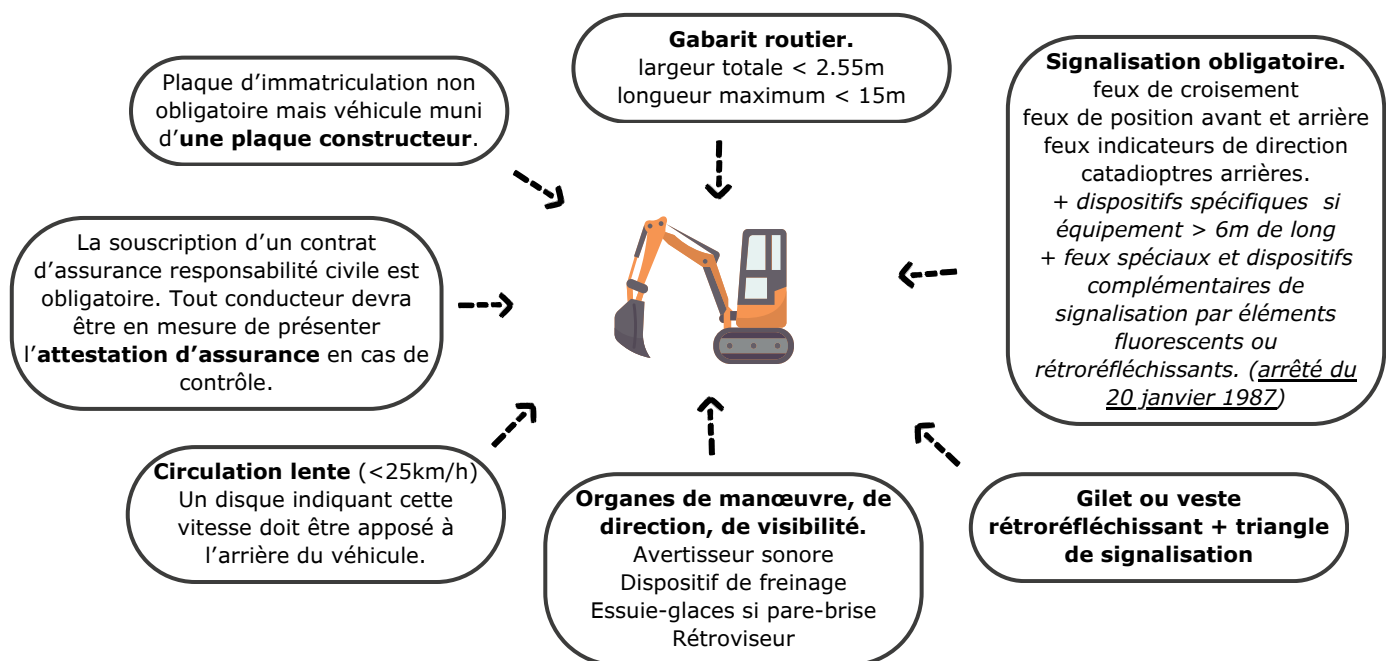 Gabarit routier.
largeur totale < 2.55m
longueur maximum < 15m
Plaque d’immatriculation non
obligatoire mais véhicule muni
d’une plaque constructeur.
Signalisation obligatoire.
feux de croisement
feux de position avant et arrière
feux indicateurs de direction
catadioptres arrières.
+ dispositifs spécifiques si
équipement > 6m de long
+ feux spéciaux et dispositifs
complémentaires de
signalisation par éléments
fluorescents ou
rétroréfléchissants. (arrêté du
20 janvier 1987)
La souscription d’un contrat
d’assurance responsabilité civile est
obligatoire. Tout conducteur devra
être en mesure de présenter
l’attestation d’assurance en cas de
contrôle.
Circulation lente (<25km/h)
Un disque indiquant cette
vitesse doit être apposé à
l’arrière du véhicule.
Organes de manœuvre, de
direction, de visibilité.
Avertisseur sonore
Dispositif de freinage
Essuie-glaces si pare-brise
Rétroviseur
Gilet ou veste
rétroréfléchissant + triangle
de signalisation